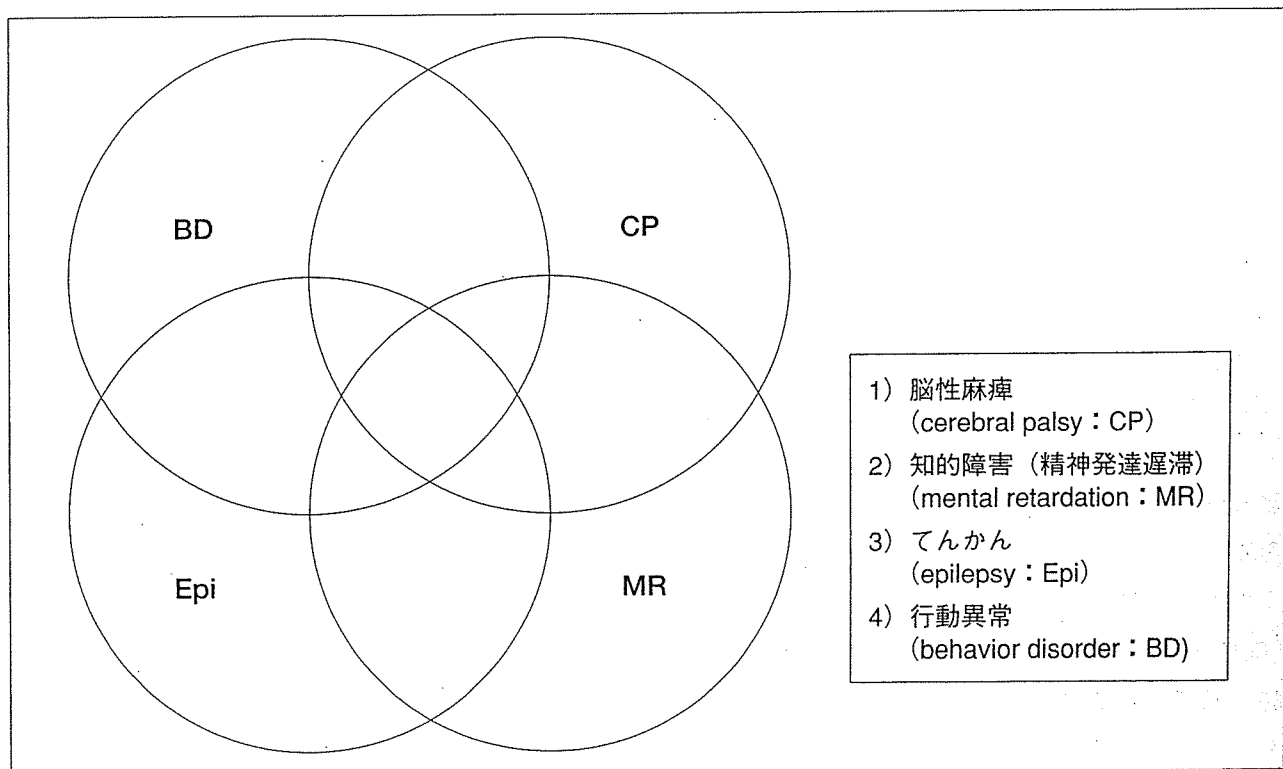 BD
CP
Epi
MR
1）脳性麻痺
（cerebral palsy：CP）
2）知的障害（精神発達遅滞）
（mental retardation：MR）
3）てんかん
（epilepsy：Epi）
4）行動異常
（behavior disorder：BD）